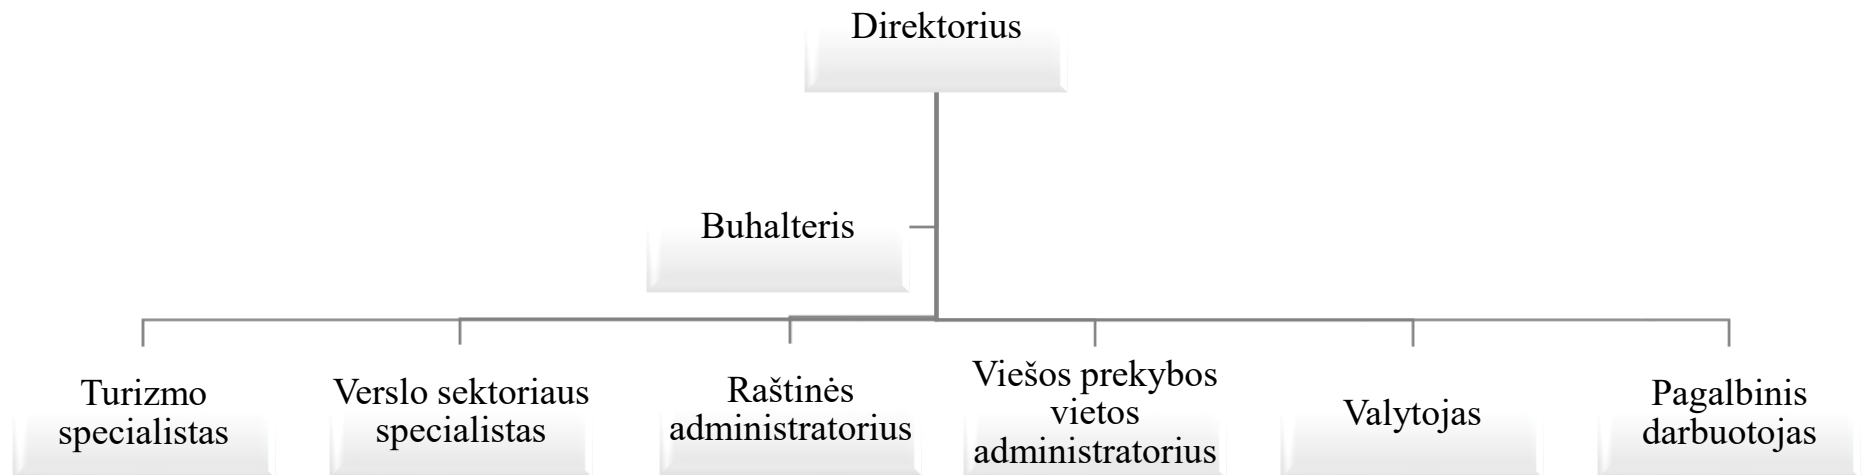 Direktorius
Buhalteris
Turizmo
specialistas
Verslo sektoriaus
specialistas
Raštinės
administratorius
Viešos prekybos
vietos
administratorius
Valytojas
Pagalbinis
darbuotojas